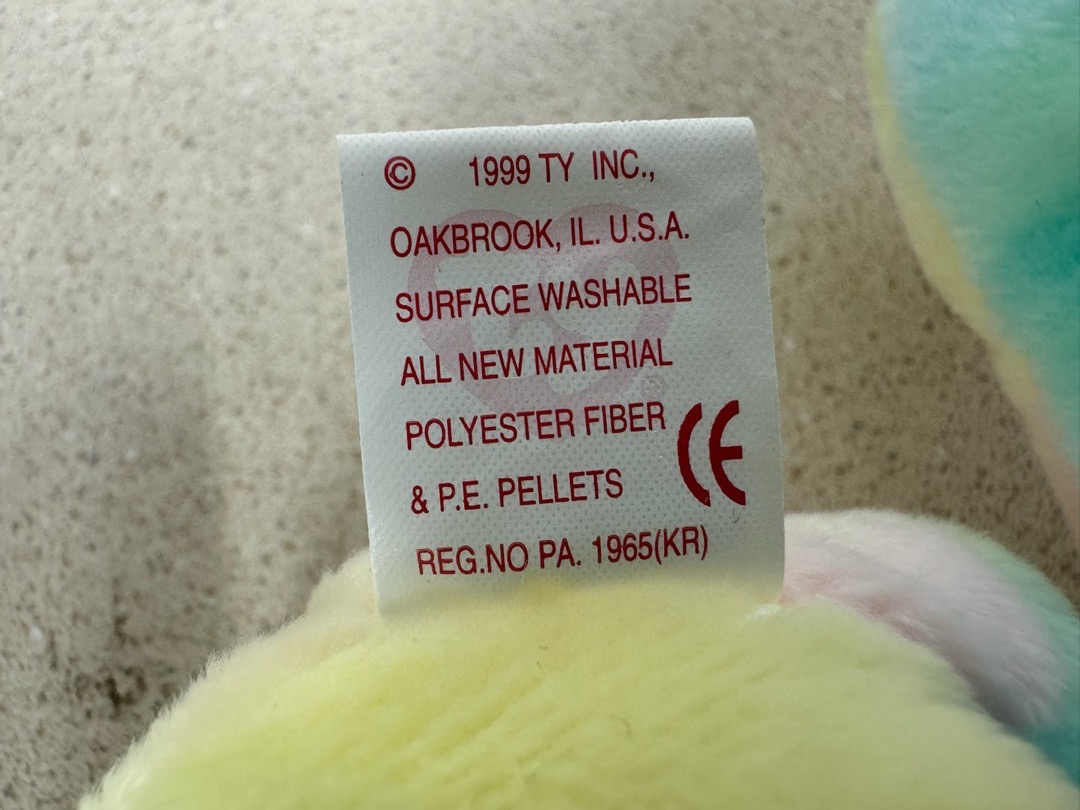 © 1999 TY INC.,
OAKBROOK, IL. U.S.A.
SURFACE WASHABLE
ALL NEW MATERIAL
POLYESTER FIBER
& P.E. PELLETS CE
REG.NO PA. 1965(KR)